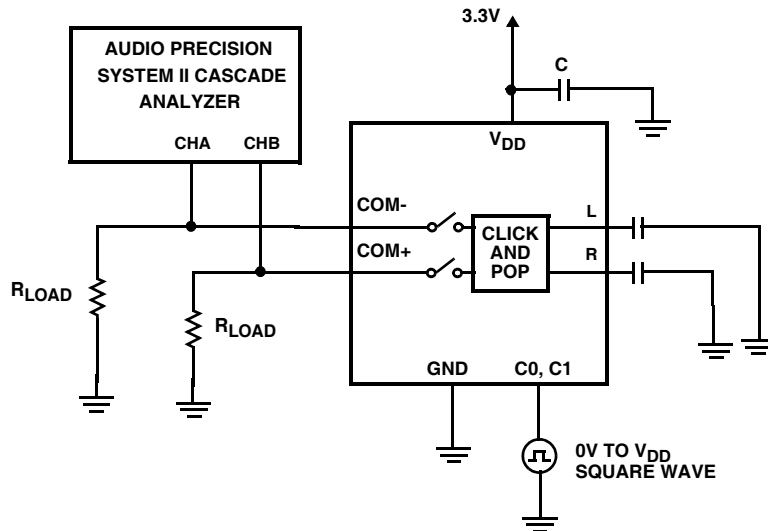 3.3V
AUDIO PRECISION
SYSTEM II CASCADE
ANALYZER
CHA CHB
C
VDD
COM-
COM+
CLICK
AND
POP
L
R
RLOAD
RLOAD
GND C0, C1
0V TO VDD
SQUARE WAVE